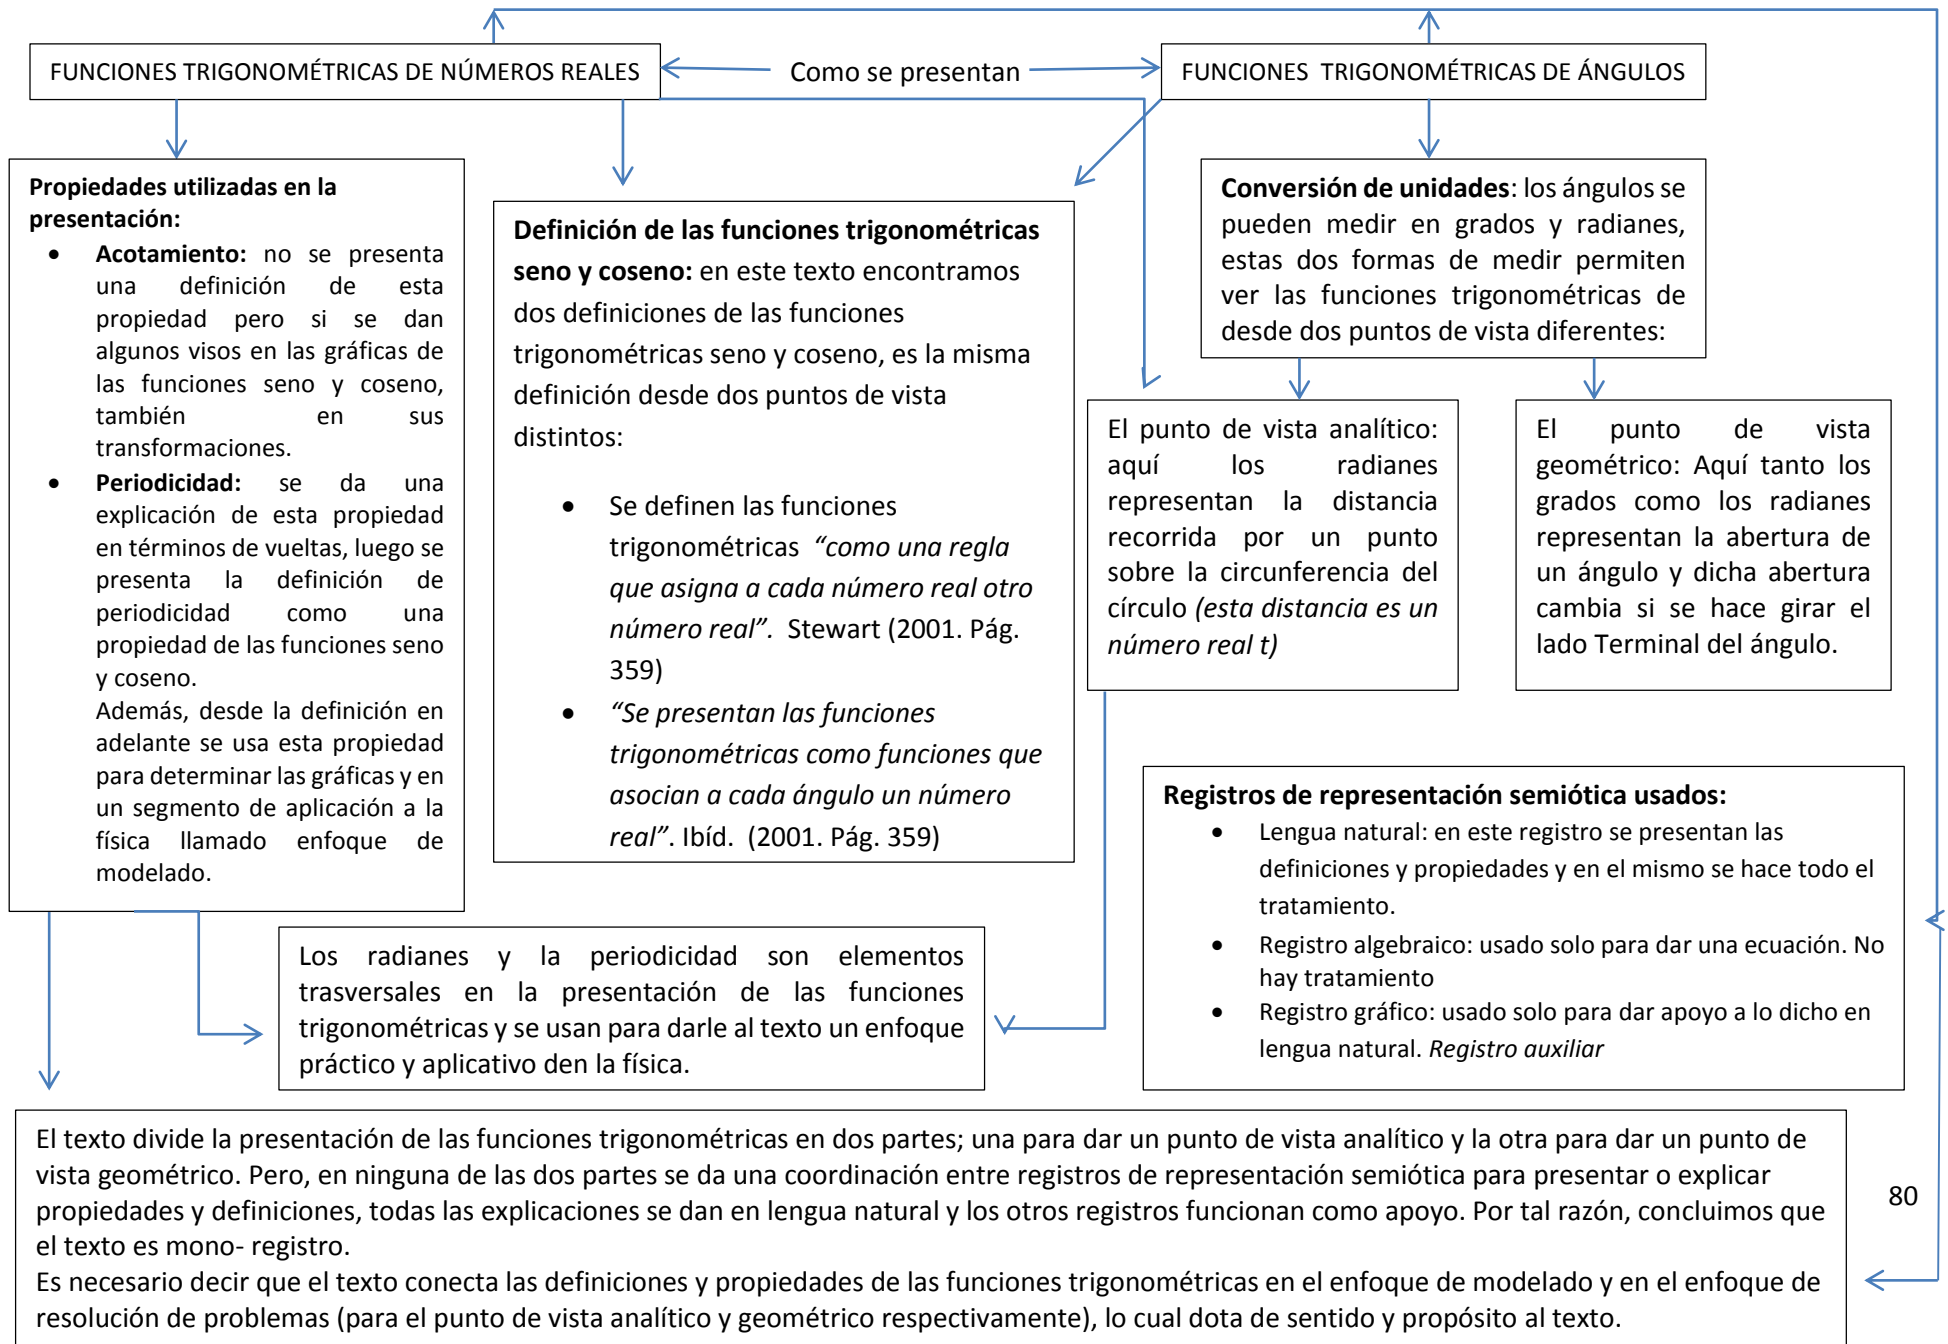 FUNCIONES TRIGONOMÉTRICAS DE NÚMEROS REALES
Como se presentan
FUNCIONES TRIGONOMÉTRICAS DE ÁNGULOS
Propiedades utilizadas en la
presentación:
• Acotamiento: no se presenta
una definición de esta
propiedad pero si se dan
algunos visos en las gráficas de
las funciones seno y coseno,
también en sus
transformaciones.
• Periodicidad: se da una
explicación de esta propiedad
en términos de vueltas, luego se
presenta la definición de
periodicidad como una
propiedad de las funciones seno
y coseno.
Además, desde la definición en
adelante se usa esta propiedad
para determinar las gráficas y en
un segmento de aplicación a la
física llamado enfoque de
modelado.
Definición de las funciones trigonométricas
seno y coseno: en este texto encontramos
dos definiciones de las funciones
trigonométricas seno y coseno, es la misma
definición desde dos puntos de vista
distintos:
• Se definen las funciones
trigonométricas “como una regla
que asigna a cada número real otro
número real”. Stewart (2001. Pág.
359)
• “Se presentan las funciones
trigonométricas como funciones que
asocian a cada ángulo un número
real”. Ibíd. (2001. Pág. 359)
Conversión de unidades: los ángulos se
pueden medir en grados y radianes,
estas dos formas de medir permiten
ver las funciones trigonométricas de
desde dos puntos de vista diferentes:
El punto de vista analítico:
aquí los radianes
representan la distancia
recorrida por un punto
sobre la circunferencia del
círculo (esta distancia es un
número real t)
El punto de vista
geométrico: Aquí tanto los
grados como los radianes
representan la abertura de
un ángulo y dicha abertura
cambia si se hace girar el
lado Terminal del ángulo.
Registros de representación semiótica usados:
• Lengua natural: en este registro se presentan las
definiciones y propiedades y en el mismo se hace todo el
tratamiento.
• Registro algebraico: usado solo para dar una ecuación. No
hay tratamiento
• Registro gráfico: usado solo para dar apoyo a lo dicho en
lengua natural. Registro auxiliar
Los radianes y la periodicidad son elementos
trasversales en la presentación de las funciones
trigonométricas y se usan para darle al texto un enfoque
práctico y aplicativo den la física.
El texto divide la presentación de las funciones trigonométricas en dos partes; una para dar un punto de vista analítico y la otra para dar un punto de
vista geométrico. Pero, en ninguna de las dos partes se da una coordinación entre registros de representación semiótica para presentar o explicar
propiedades y definiciones, todas las explicaciones se dan en lengua natural y los otros registros funcionan como apoyo. Por tal razón, concluimos que
el texto es mono- registro.
Es necesario decir que el texto conecta las definiciones y propiedades de las funciones trigonométricas en el enfoque de modelado y en el enfoque de
resolución de problemas (para el punto de vista analítico y geométrico respectivamente), lo cual dota de sentido y propósito al texto.
80